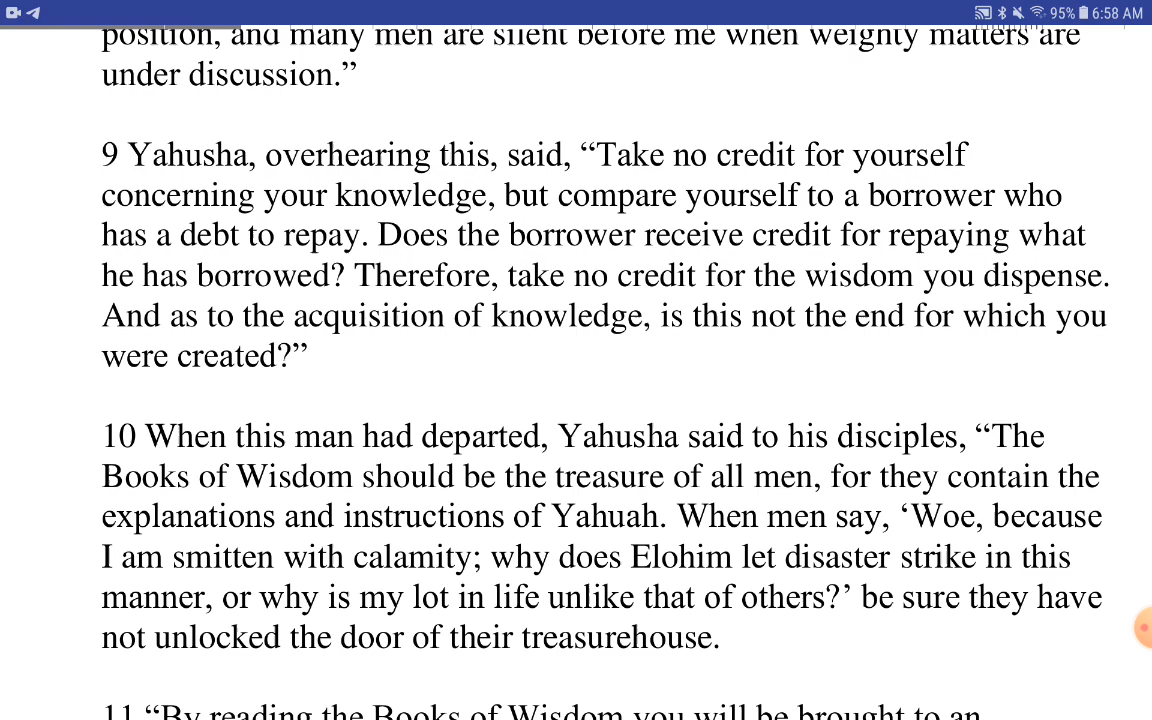 95% 6:58 AM
position, and many men are silent before me when weighty matters are
under discussion.”
9 Yahusha, overhearing this, said, “Take no credit for yourself
concerning your knowledge, but compare yourself to a borrower who
has a debt to repay. Does the borrower receive credit for repaying what
he has borrowed? Therefore, take no credit for the wisdom you dispense.
And as to the acquisition of knowledge, is this not the end for which you
were created?”
10 When this man had departed, Yahusha said to his disciples, “The
Books of Wisdom should be the treasure of all men, for they contain the
explanations and instructions of Yahuah. When men say, ‘Woe, because
I am smitten with calamity; why does Elohim let disaster strike in this
manner, or why is my lot in life unlike that of others?’ be sure they have
not unlocked the door of their treasurehouse.
11 “By reading the Books of Wisdom you will be brought to an